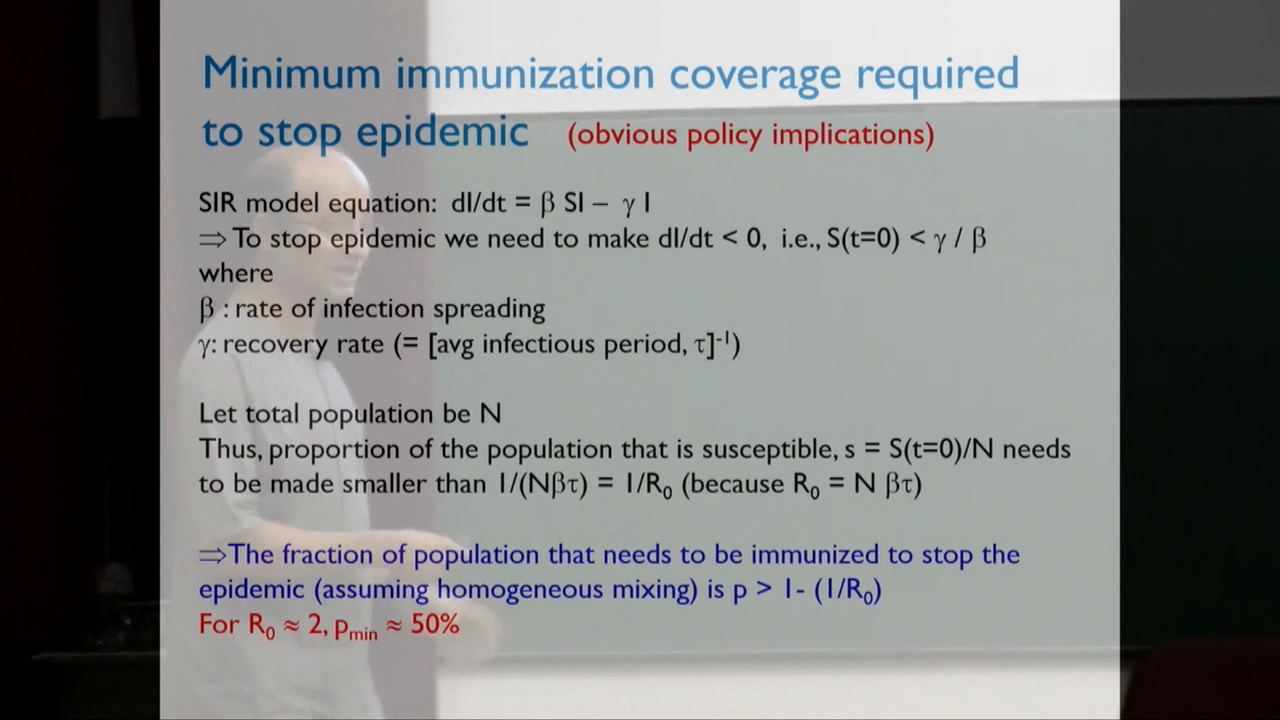 Minimum immunization coverage required
to stop epidemic (obvious policy implications)
SIR model equation: dI/dt = β SI – γ I
⇒ To stop epidemic we need to make dI/dt < 0, i.e., S(t=0) < γ / β
where
β : rate of infection spreading
γ: recovery rate (= [avg infectious period, τ]⁻¹)
Let total population be N
Thus, proportion of the population that is susceptible, s = S(t=0)/N needs
to be made smaller than 1/(Nβτ) = 1/R₀ (because R₀ = N βτ)
⇒The fraction of population that needs to be immunized to stop the
epidemic (assuming homogeneous mixing) is p > 1- (1/R₀)
For R₀ ≈ 2, pₘᵢₙ ≈ 50%